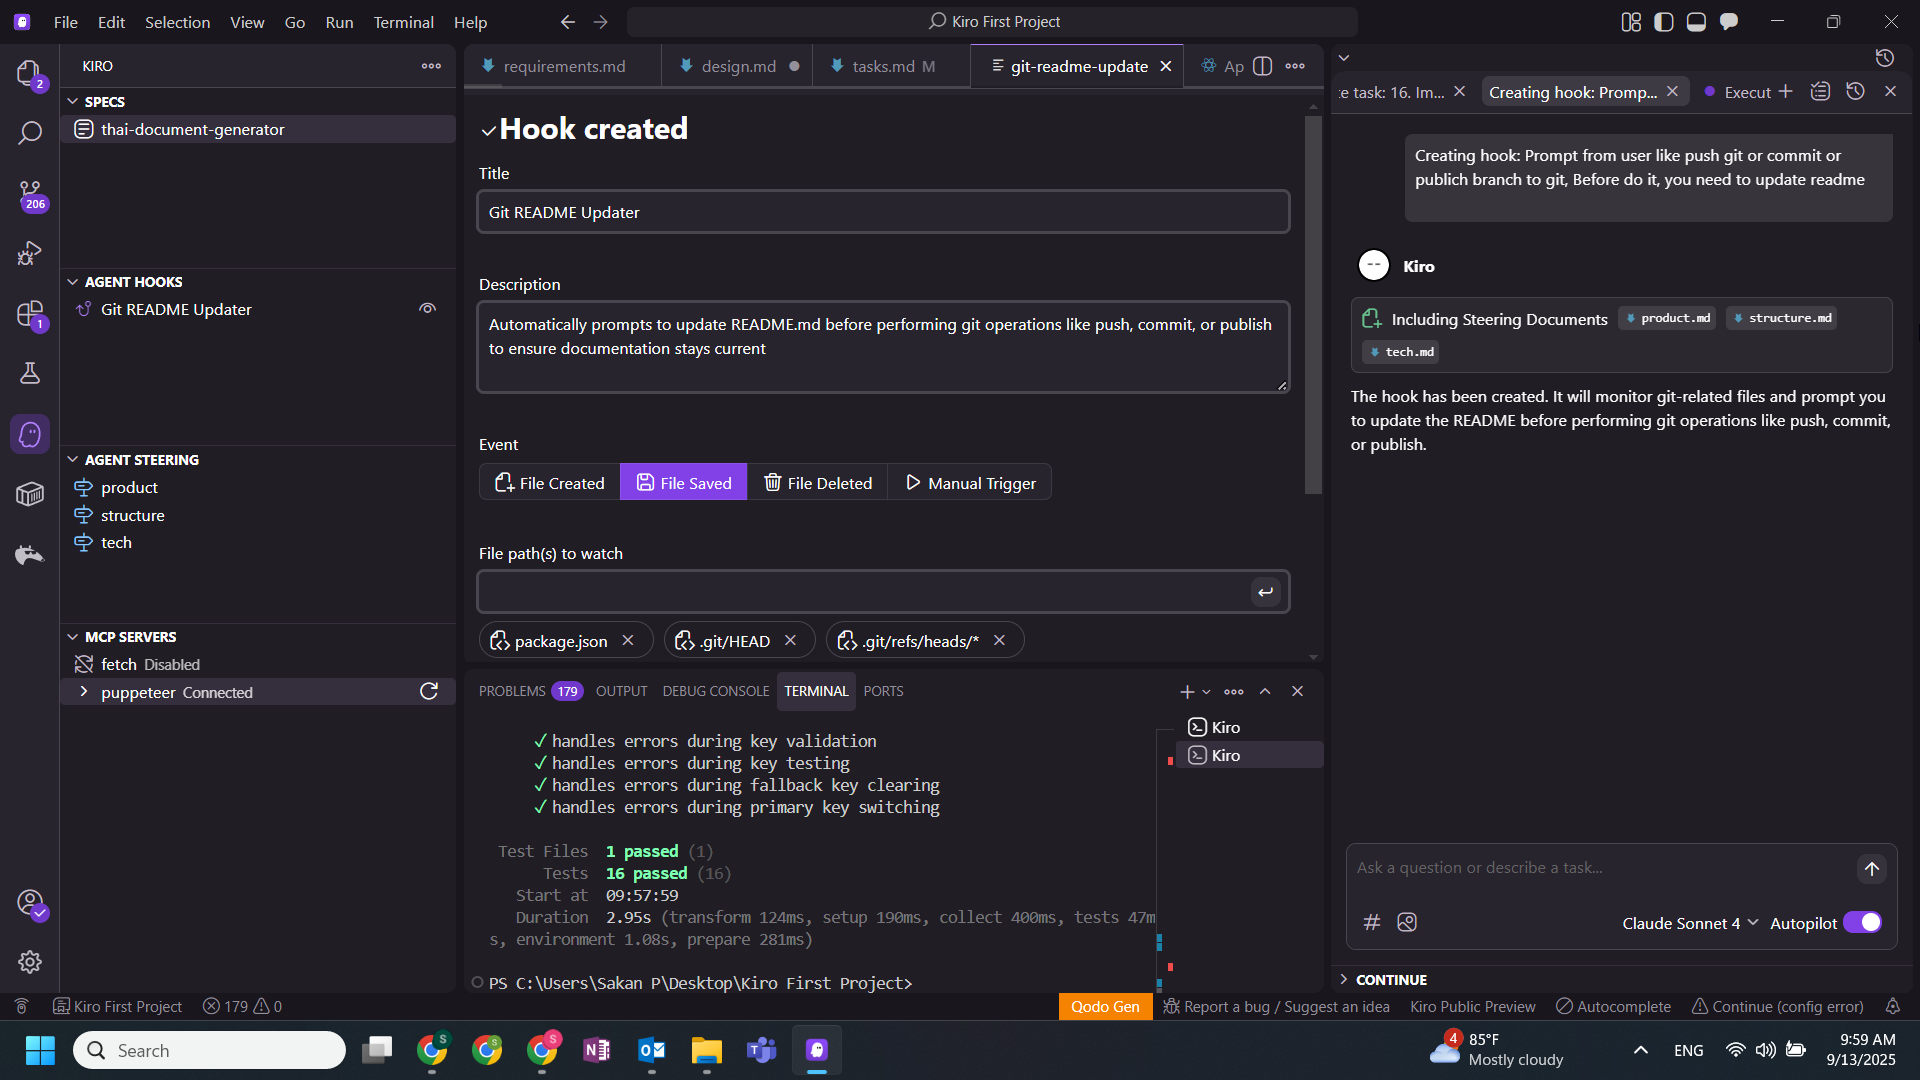 File Edit Selection View Go Run Terminal Help
Kiro First Project
2
206
1
KIRO
SPECS
thai-document-generator
AGENT HOOKS
Git README Updater
AGENT STEERING
product
structure
tech
MCP SERVERS
fetch Disabled
puppeteer Connected
requirements.md
design.md
tasks.md M
git-readme-update
Ap
Hook created
Title
Git README Updater
Description
Automatically prompts to update README.md before performing git operations like push, commit, or publish
to ensure documentation stays current
Event
File Created File Saved File Deleted Manual Trigger
File path(s) to watch
package.json .git/HEAD .git/refs/heads/*
PROBLEMS 179 OUTPUT DEBUG CONSOLE TERMINAL PORTS
✓ handles errors during key validation
✓ handles errors during key testing
✓ handles errors during fallback key clearing
✓ handles errors during primary key switching
Test Files 1 passed (1)
Tests 16 passed (16)
Start at 09:57:59
Duration 2.95s (transform 124ms, setup 190ms, collect 400ms, tests 47m
s, environment 1.08s, prepare 281ms)
PS C:\Users\Sakan P\Desktop\Kiro First Project>
Kiro
Kiro
te task: 16. Im...
Creating hook: Promp...
Execut
Creating hook: Prompt from user like push git or commit or
publich branch to git, Before do it, you need to update readme
Kiro
Including Steering Documents product.md structure.md
tech.md
The hook has been created. It will monitor git-related files and prompt you
to update the README before performing git operations like push, commit,
or publish.
Ask a question or describe a task...
Claude Sonnet 4 Autopilot
CONTINUE
Kiro First Project 179 0
Qodo Gen Report a bug / Suggest an idea Kiro Public Preview Autocomplete Continue (config error)
Search
S
S
S
4
85°F
Mostly cloudy
ENG
9:59 AM
9/13/2025